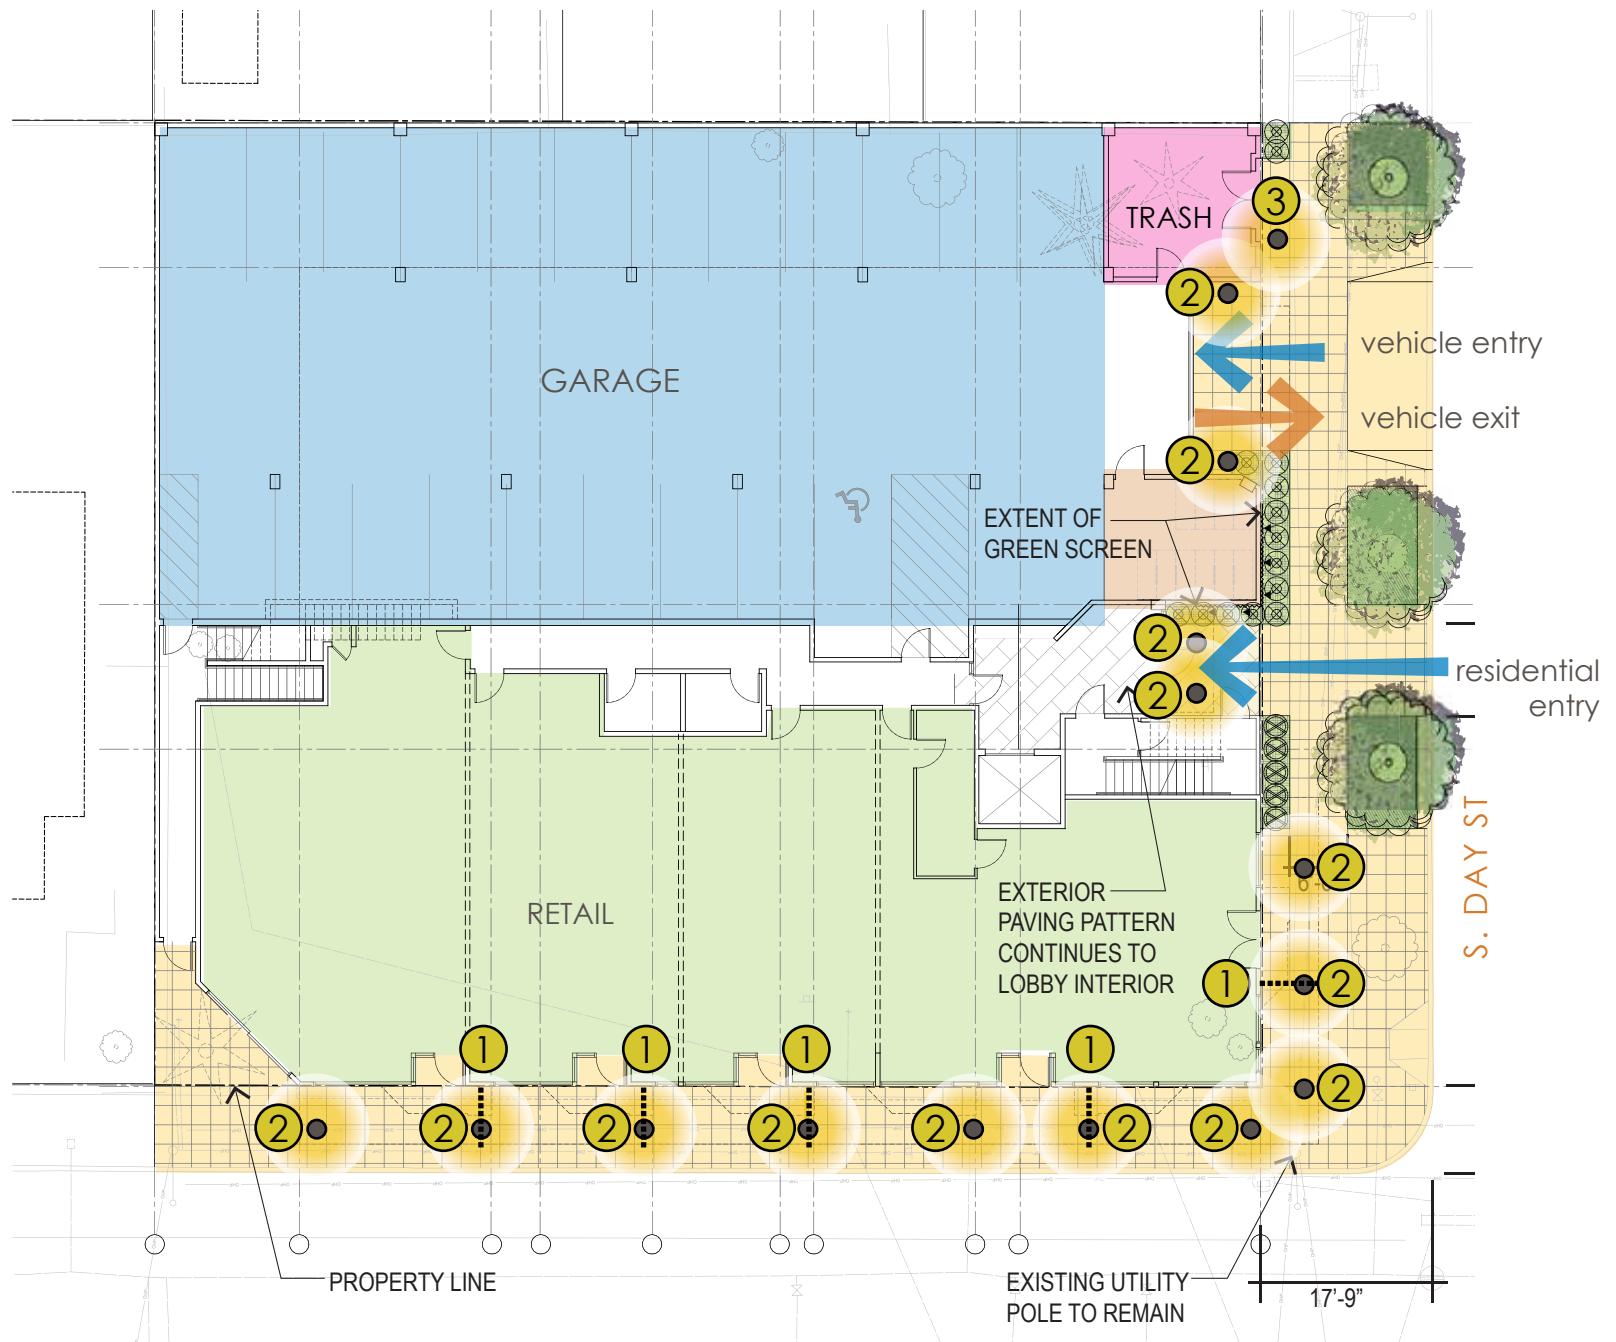 3
TRASH
2
vehicle entry
GARAGE
vehicle exit
2
EXTENT OF
GREEN SCREEN
2
residential
entry
2
S. DAY ST
2
EXTERIOR
PAVING PATTERN
CONTINUES TO
LOBBY INTERIOR
RETAIL
1
2
1
1
1
1
2
2
2
2
2
2
2
2
PROPERTY LINE
EXISTING UTILITY
POLE TO REMAIN
17'-9"